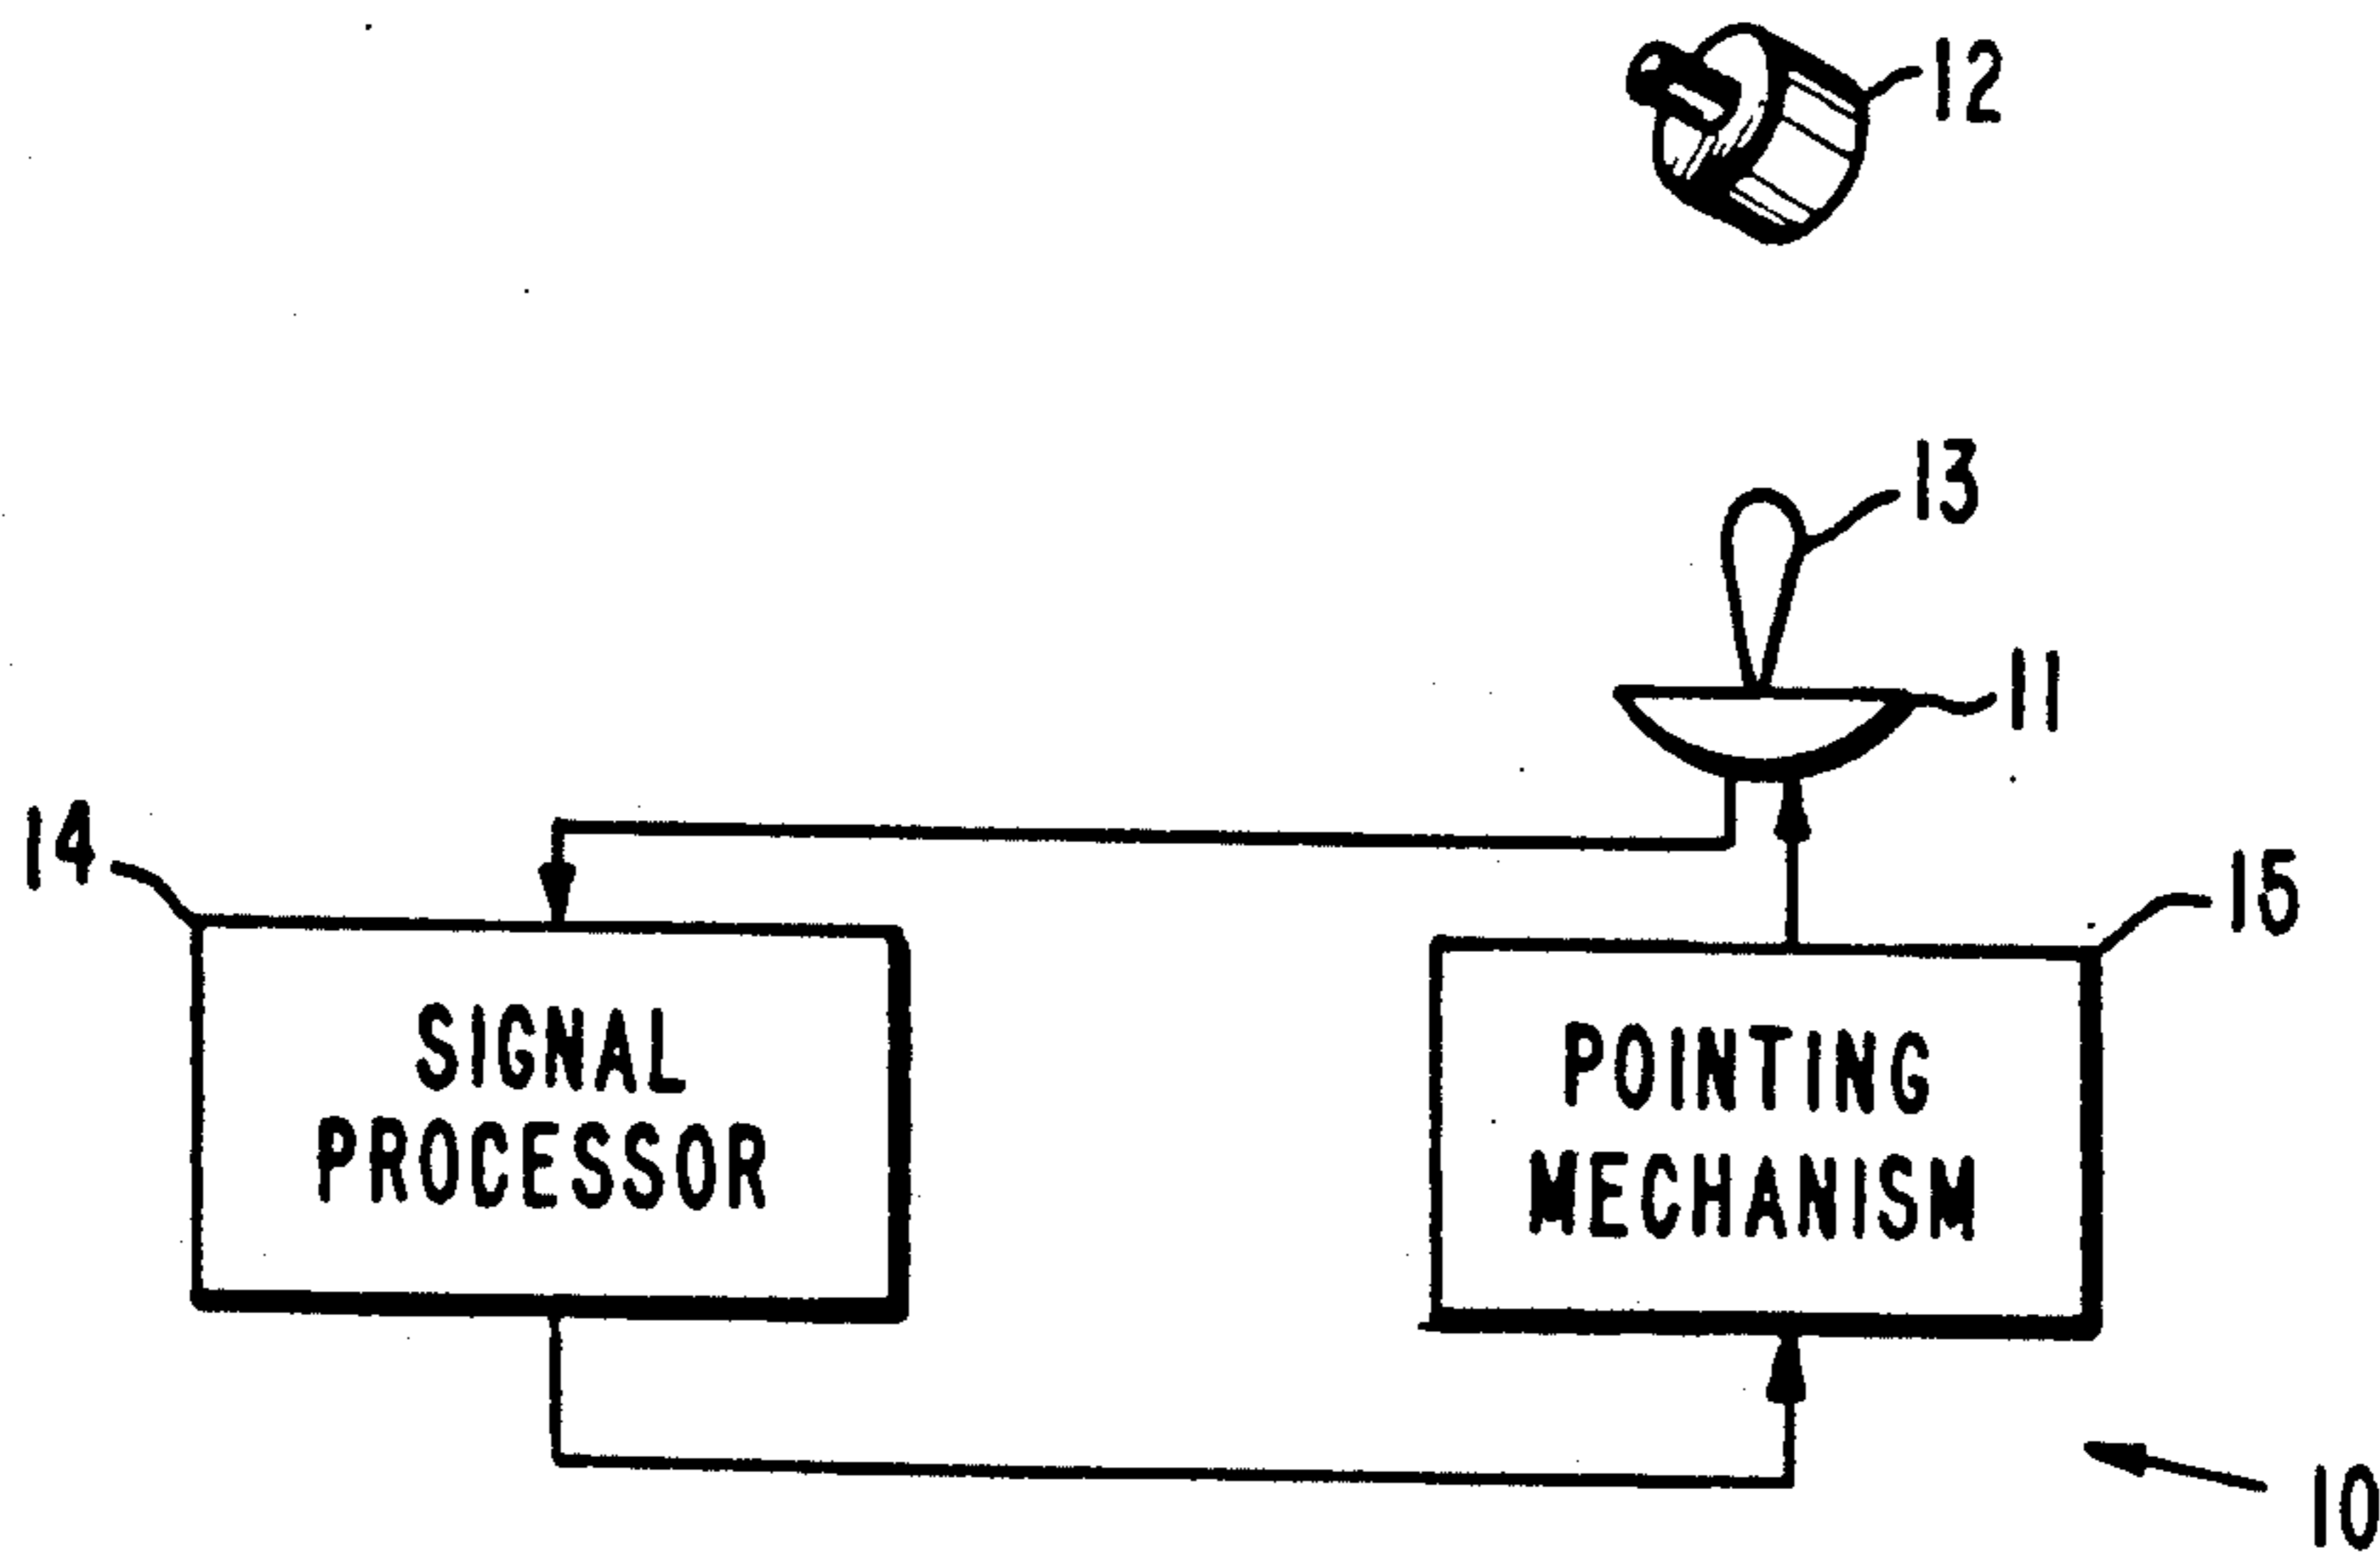 12
13
11
14
15
SIGNAL
PROCESSOR
POINTING
MECHANISM
10